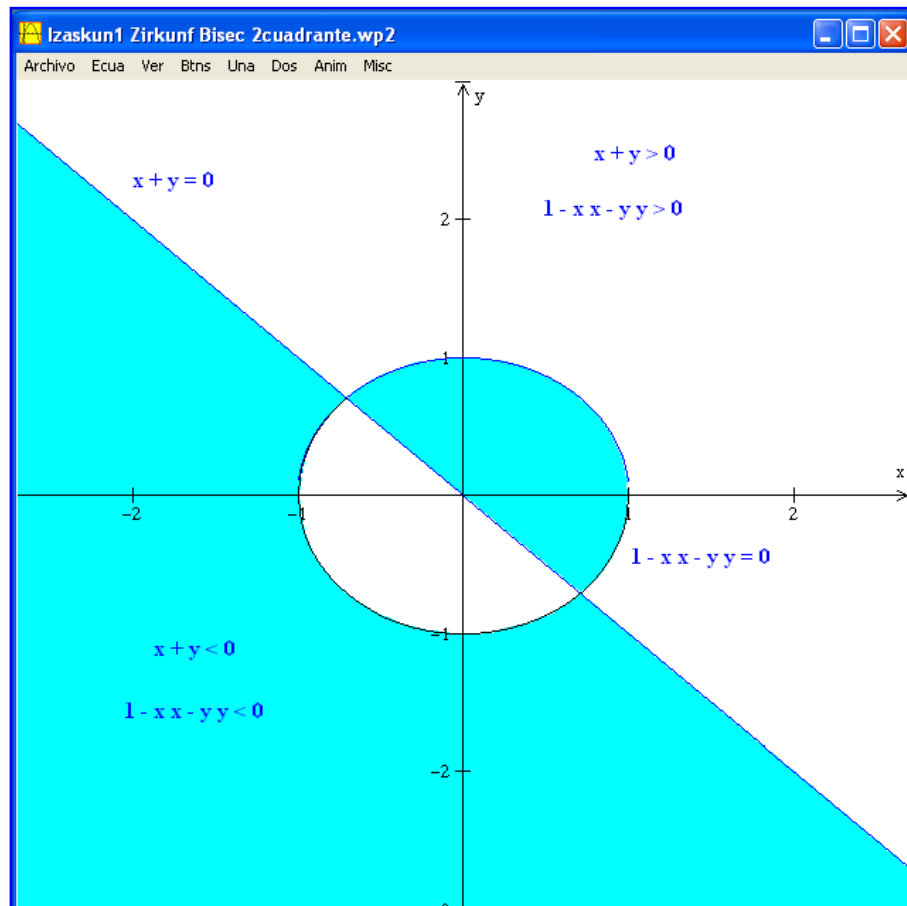 Izaskun1 Zirkunf Bisec 2cuadrante.wp2
Archivo Ecua Ver Btns Una Dos Anim Misc
y
x + y > 0
x + y = 0
1 - x x - y y > 0
2
1
x
-2 -1 1 2
1 - x x - y y = 0
-1
x + y < 0
1 - x x - y y < 0
-2